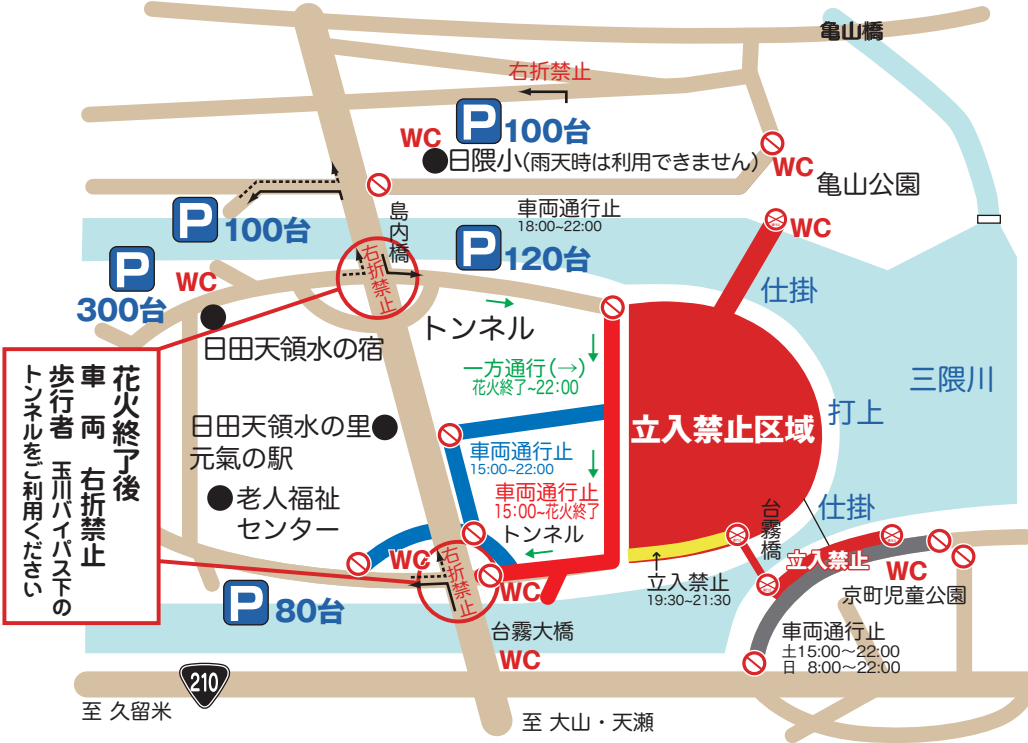 亀山橋
右折禁止
P100台
WC
日隈小(雨天時は利用できません)
WC
亀山公園
P100台
島内橋
車両通行止
18:00~22:00
WC
P120台
右折禁止
P
300台
WC
仕掛
トンネル
日田天領水の宿
一方通行(→)
花火終了~22:00
三隈川
打上
花火終了後
車両 右折禁止
歩行者 玉川バイパス下の
トンネルをご利用ください
日田天領水の里
元氣の駅
立入禁止区域
車両通行止
15:00~22:00
車両通行止
15:00~花火終了
老人福祉
センター
トンネル
仕掛
台霧橋
右折禁止
WC
WC
立入禁止
WC
立入禁止
19:30~21:30
京町児童公園
P80台
台霧大橋
WC
車両通行止
土15:00~22:00
日 8:00~22:00
210
至 久留米
至 大山・天瀬